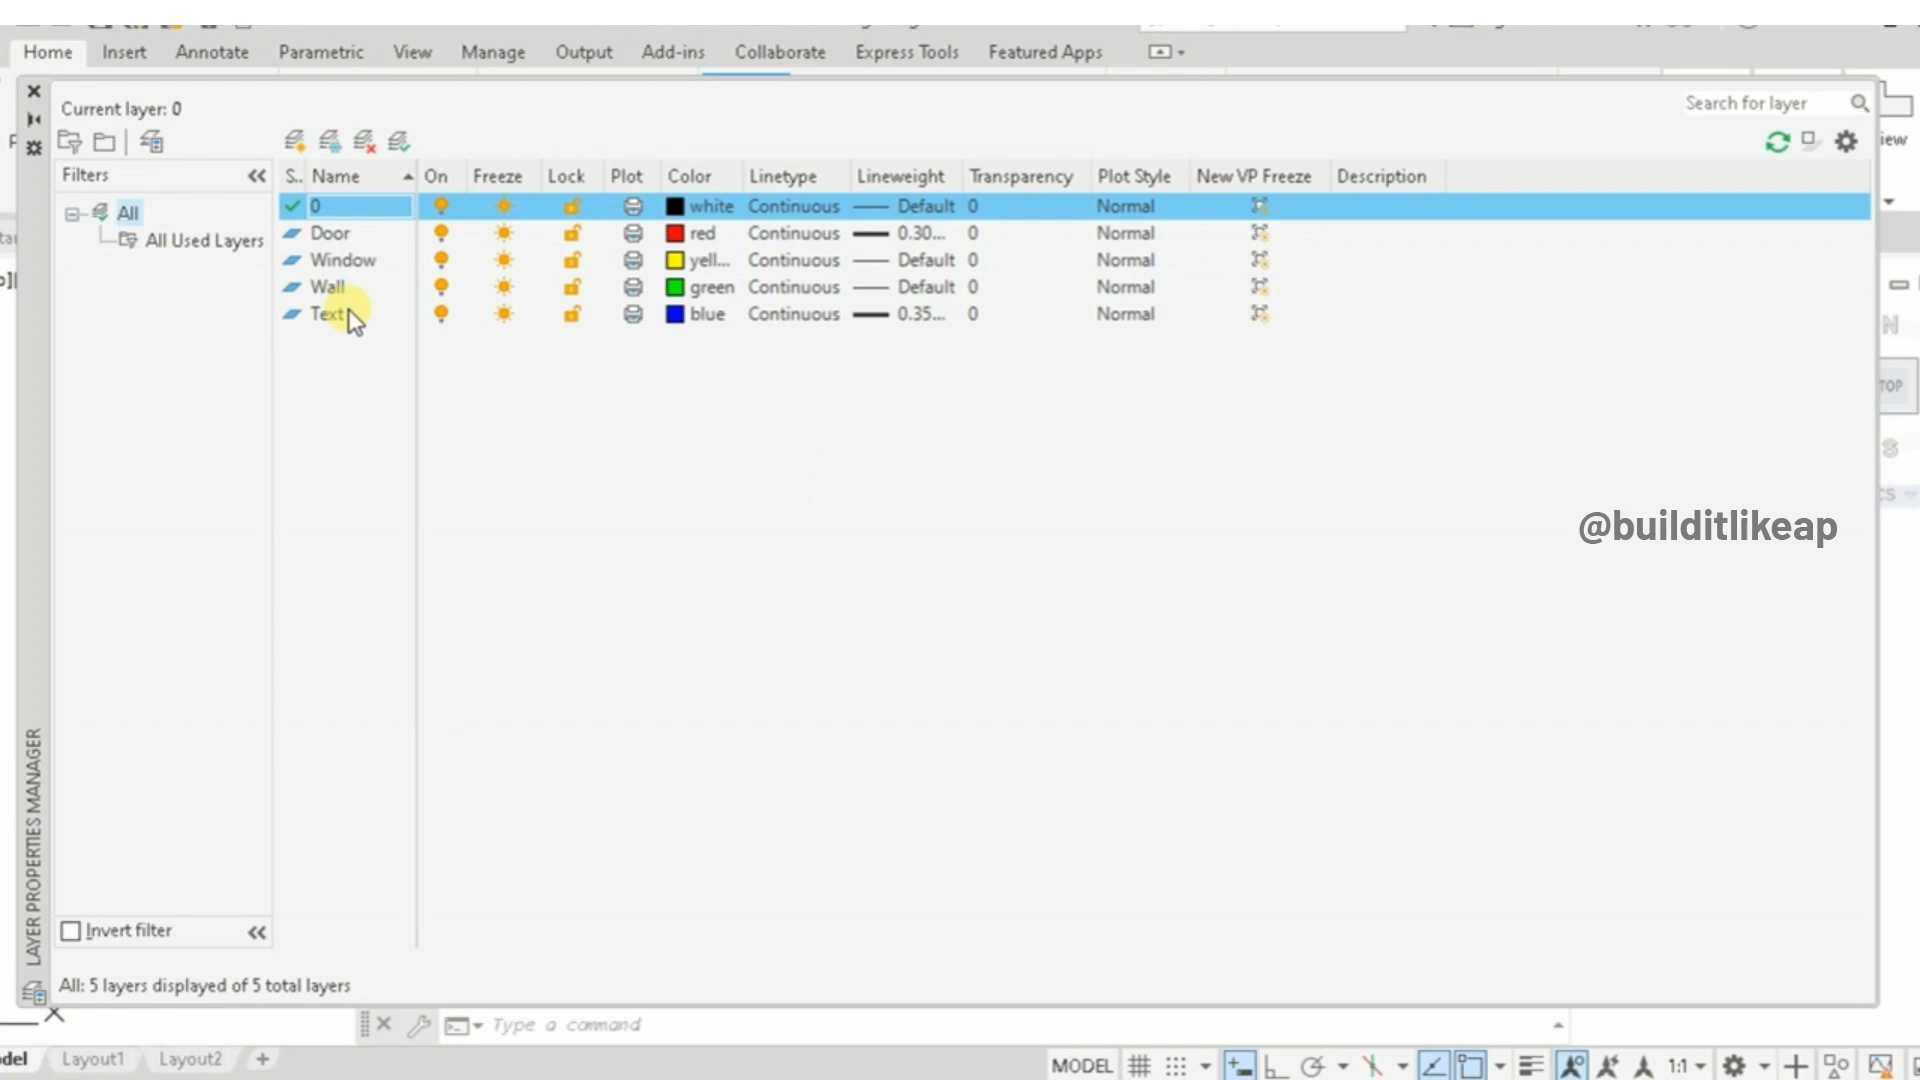 Home Insert Annotate Parametric View Manage Output Add-ins Collaborate Express Tools Featured Apps
Current layer: 0
Search for layer
Filters
S.. Name On Freeze Lock Plot Color Linetype Lineweight Transparency Plot Style New VP Freeze Description
All
All Used Layers
0 white Continuous Default 0 Normal
Door red Continuous 0.30... 0 Normal
Window yell... Continuous Default 0 Normal
Wall green Continuous Default 0 Normal
Text blue Continuous 0.35... 0 Normal
N
TOP
S
@builditlikeap
LAYER PROPERTIES MANAGER
Invert filter
All: 5 layers displayed of 5 total layers
Type a command
Layout1 Layout2 +
MODEL 1:1